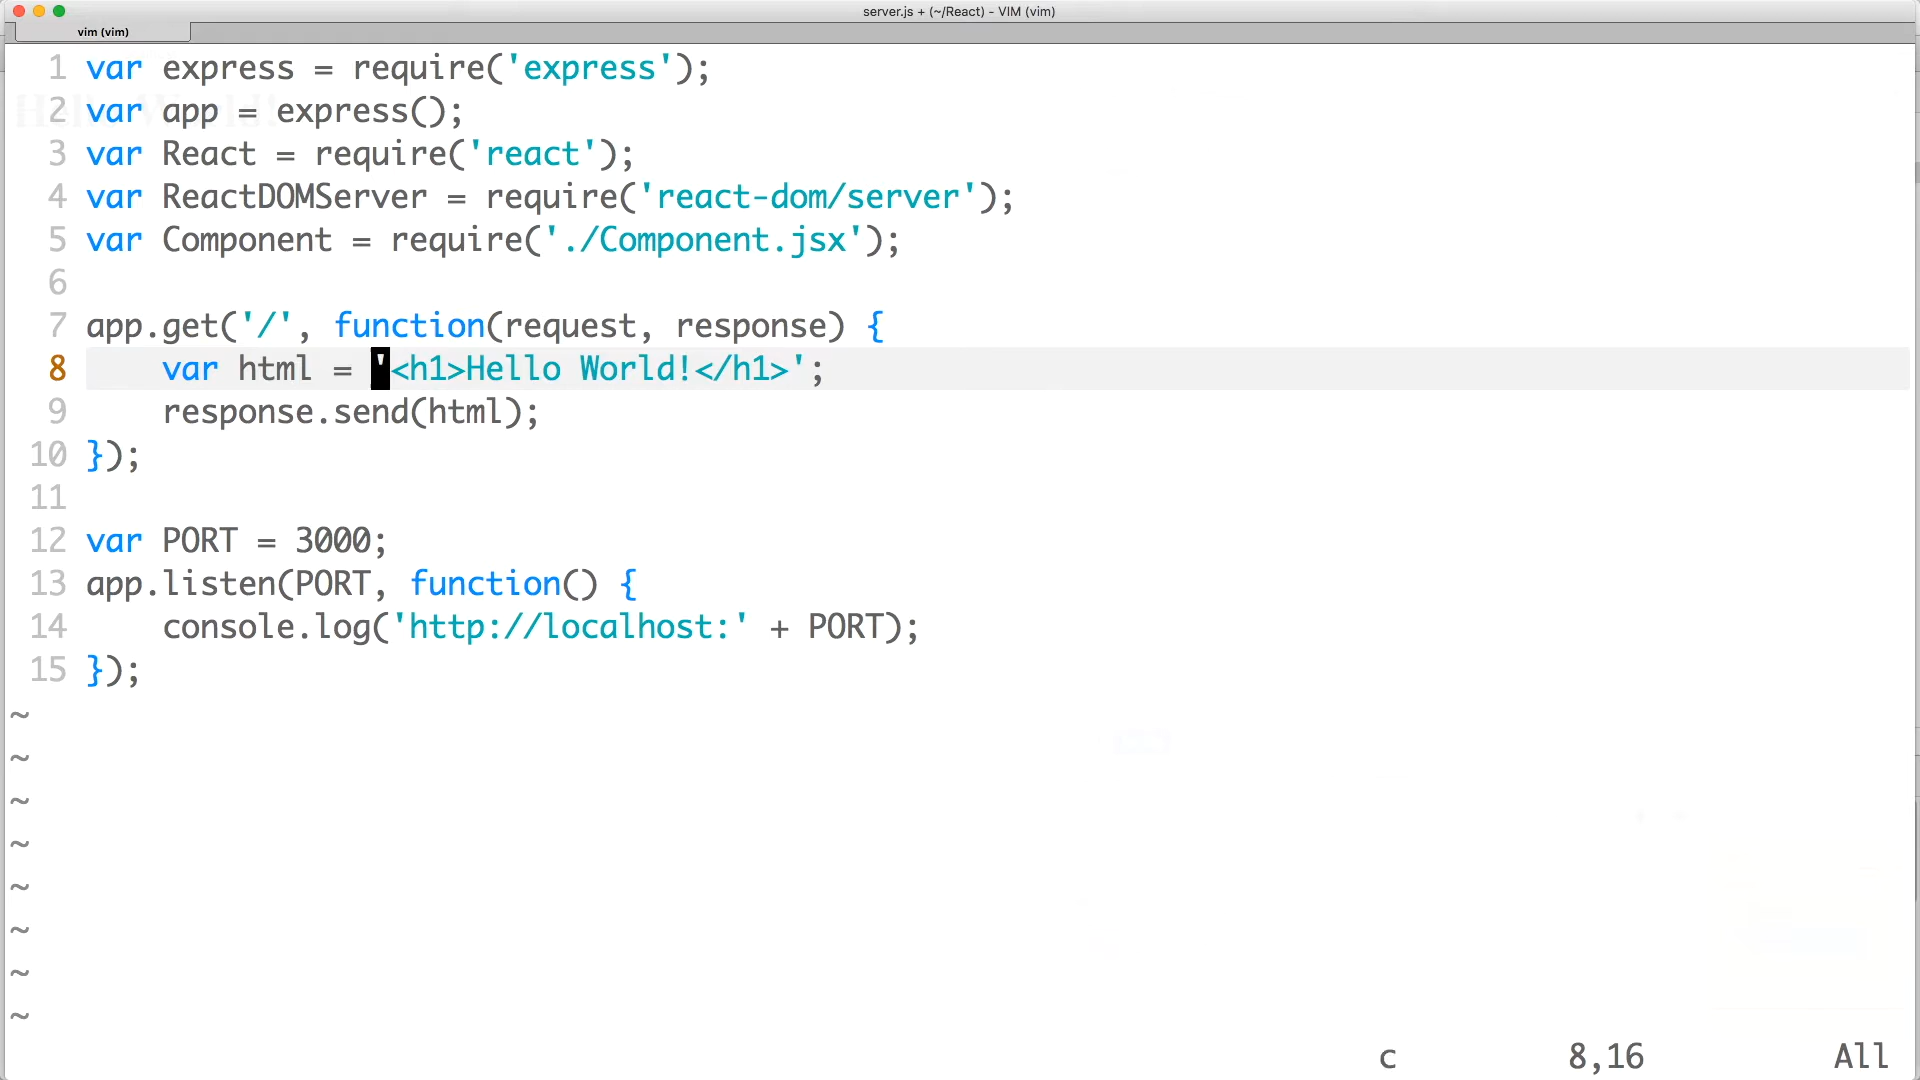 server.js + (~/React) - VIM (vim)
vim (vim)
1 var express = require('express');
2 var app = express();
3 var React = require('react');
4 var ReactDOMServer = require('react-dom/server');
5 var Component = require('./Component.jsx');
6
7 app.get('/', function(request, response) {
8     var html = '<h1>Hello World!</h1>';
9     response.send(html);
10 });
11
12 var PORT = 3000;
13 app.listen(PORT, function() {
14     console.log('http://localhost:' + PORT);
15 });
~
~
~
~
~
~
~
~
c 8,16 All